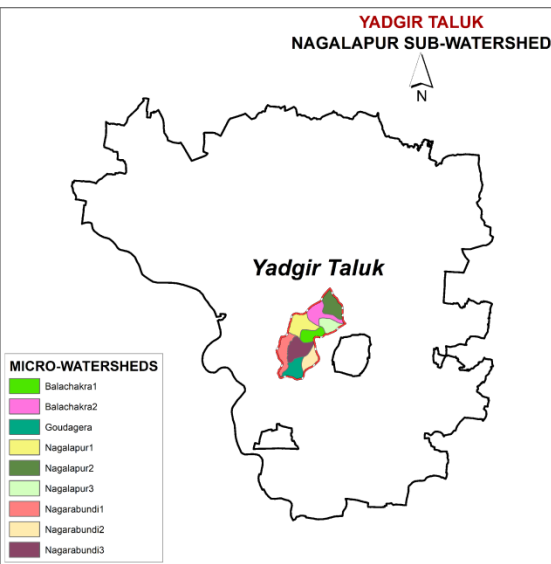 YADGIR TALUK
NAGALAPUR SUB-WATERSHED
N
Yadgir Taluk
MICRO-WATERSHEDS
Balachakra1
Balachakra2
Goudagera
Nagalapur1
Nagalapur2
Nagalapur3
Nagarabundi1
Nagarabundi2
Nagarabundi3